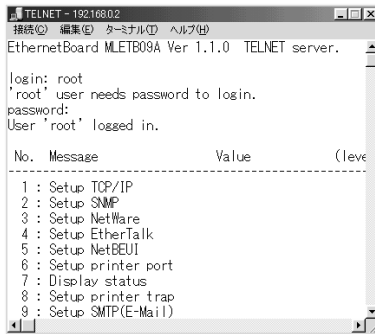 TELNET - 192.168.0.2
接続(C) 編集(E) ターミナル(T) ヘルプ(H)
EthernetBoard MLETB09A Ver 1.1.0 TELNET server.
login: root
'root' user needs password to login.
password:
User 'root' logged in.
No. Message Value (leve
--------------------------------------------------
1 : Setup TCP/IP
2 : Setup SNMP
3 : Setup NetWare
4 : Setup EtherTalk
5 : Setup NetBEUI
6 : Setup printer port
7 : Display status
8 : Setup printer trap
9 : Setup SMTP(E-Mail)